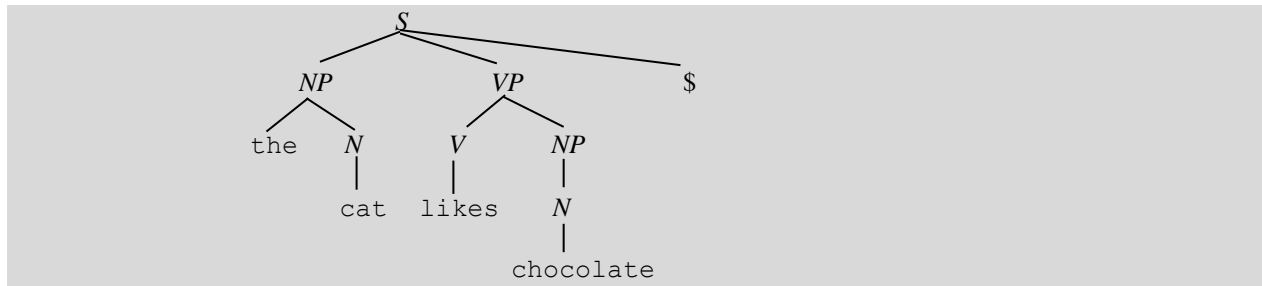 S
NP VP $
the N V NP
cat likes N
chocolate